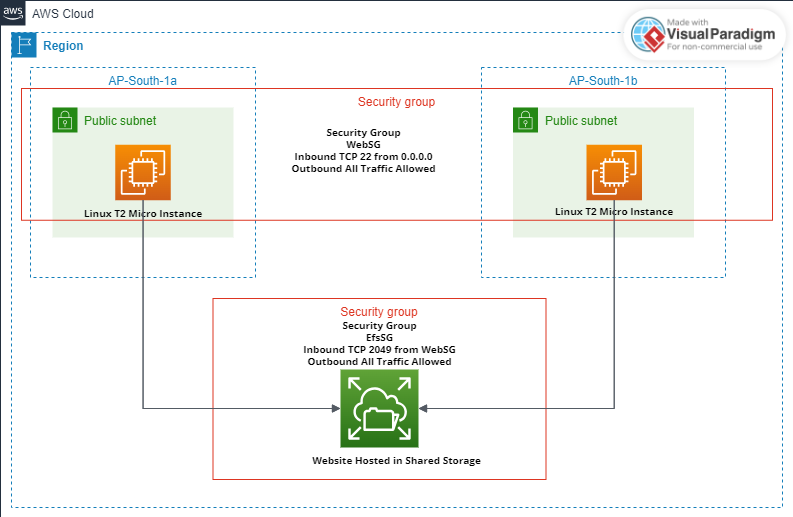 aws
AWS Cloud
Made with
VisualParadigm
For non-commercial use
Region
AP-South-1a
AP-South-1b
Security group
Public subnet
Public subnet
Security Group
WebSG
Inbound TCP 22 from 0.0.0.0
Outbound All Traffic Allowed
Linux T2 Micro Instance
Linux T2 Micro Instance
Security group
Security Group
EfsSG
Inbound TCP 2049 from WebSG
Outbound All Traffic Allowed
Website Hosted in Shared Storage